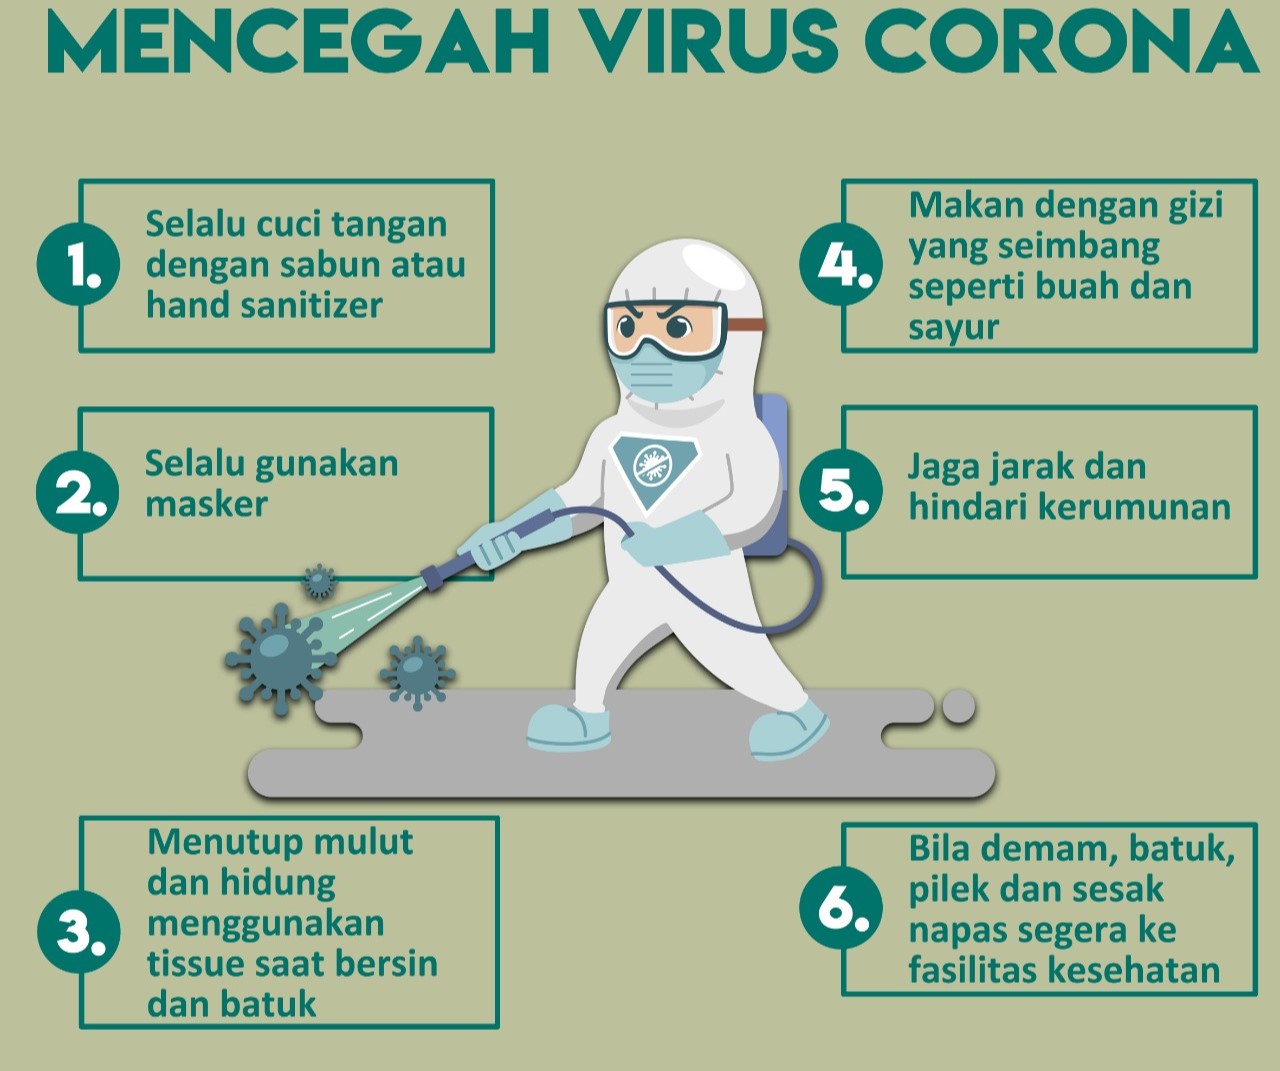 MENCEGAH VIRUS CORONA
1.
Selalu cuci tangan
dengan sabun atau
hand sanitizer
2.
Selalu gunakan
masker
3.
Menutup mulut
dan hidung
menggunakan
tissue saat bersin
dan batuk
4.
Makan dengan gizi
yang seimbang
seperti buah dan
sayur
5.
Jaga jarak dan
hindari kerumunan
6.
Bila demam, batuk,
pilek dan sesak
napas segera ke
fasilitas kesehatan